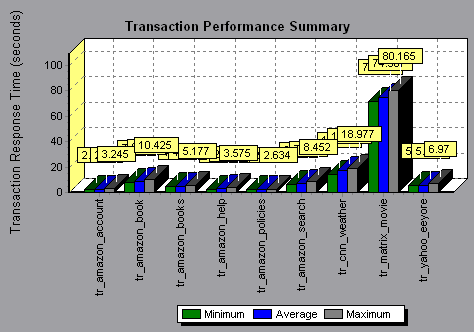 Transaction Performance Summary
Transaction Response Time (seconds)
100
80
60
40
20
0
3.245
10.425
5.177
3.575
2.634
8.452
18.977
80.165
6.97
tr_amazon_account
tr_amazon_book
tr_amazon_books
tr_amazon_help
tr_amazon_policies
tr_amazon_search
tr_cnn_weather
tr_matrix_movie
tr_yahoo_eeyore
Minimum Average Maximum